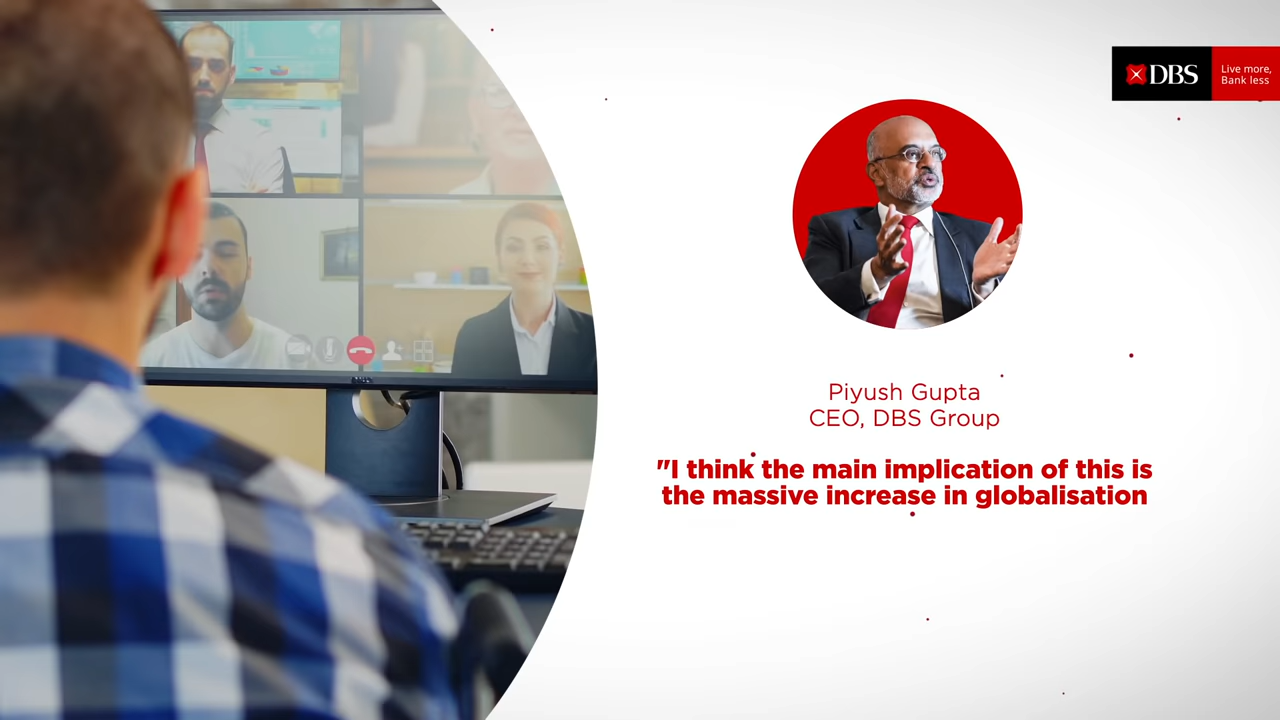 DBS
Live more,
Bank less
Piyush Gupta
CEO, DBS Group
"I think the main implication of this is
the massive increase in globalisation